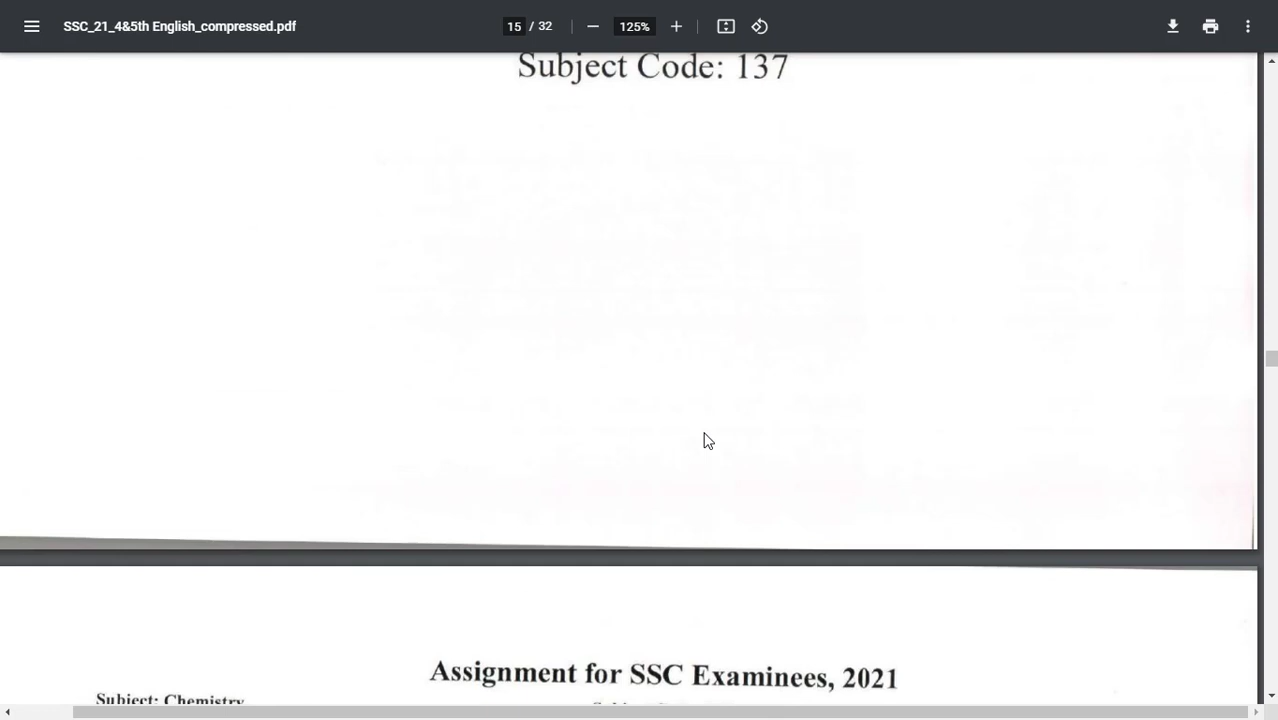 SSC_21_4&5th English_compressed.pdf
15 / 32
125%
Subject Code: 137
Assignment for SSC Examinees, 2021
Subject: Chemistry